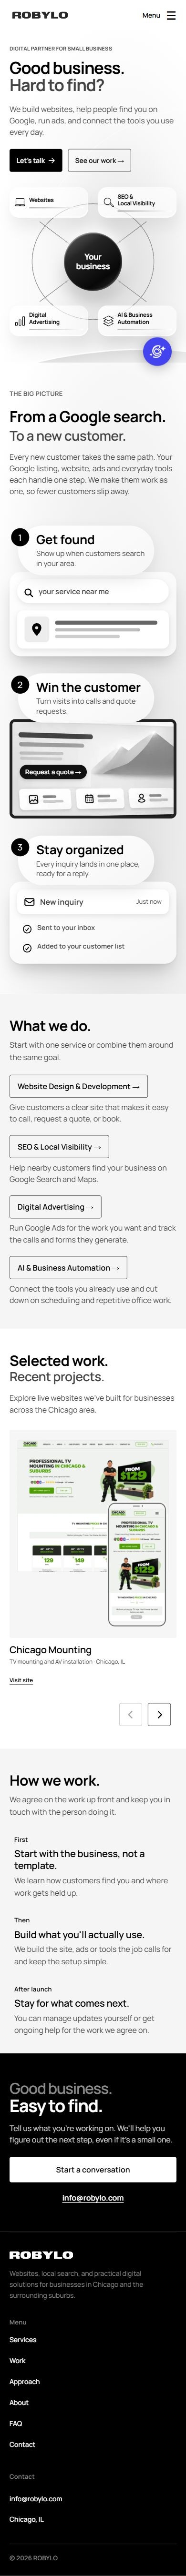 ROBYLO
Menu
DIGITAL PARTNER FOR SMALL BUSINESS
Good business.
Hard to find?
We build websites, help people find you on
Google, run ads, and connect the tools you use
every day.
Let's talk →
See our work →
Websites
SEO &
Local Visibility
Your
business
Digital
Advertising
AI & Business
Automation
THE BIG PICTURE
From a Google search.
To a new customer.
Every new customer takes the same path. Your
Google listing, website, ads and everyday tools
each handle one step. We make them work as
one, so fewer customers slip away.
1
Get found
Show up when customers search
in your area.
your service near me
2
Win the customer
Turn visits into calls and quote
requests.
Request a quote →
3
Stay organized
Every inquiry lands in one place,
ready for a reply.
New inquiry
Just now
Sent to your inbox
Added to your customer list
What we do.
Start with one service or combine them around
the same goal.
Website Design & Development →
Give customers a clear site that makes it easy
to call, request a quote, or book.
SEO & Local Visibility →
Help nearby customers find your business on
Google Search and Maps.
Digital Advertising →
Run Google Ads for the work you want and track
the calls and forms they generate.
AI & Business Automation →
Connect the tools you already use and cut
down on scheduling and repetitive office work.
Selected work.
Recent projects.
Explore live websites we've built for businesses
across the Chicago area.
PROFESSIONAL TV
MOUNTING IN CHICAGO &
SUBURBS
FROM
$129
129
149
PROFESSIONAL TV
MOUNTING IN
CHICAGO & SUBURBS
$129
Chicago Mounting
TV mounting and AV installation · Chicago, IL
Visit site
How we work.
We agree on the work up front and keep you in
touch with the person doing it.
First
Start with the business, not a
template.
We learn how customers find you and where
work gets held up.
Then
Build what you'll actually use.
We build the site, ads or tools the job calls for
and keep the setup simple.
After launch
Stay for what comes next.
You can manage updates yourself or get
ongoing help for the work we agree on.
Good business.
Easy to find.
Tell us what you're working on. We'll help you
figure out the next step, even if it's a small one.
Start a conversation
info@robylo.com
ROBYLO
Websites, local search, and practical digital
solutions for businesses in Chicago and the
surrounding suburbs.
Menu
Services
Work
Approach
About
FAQ
Contact
Contact
info@robylo.com
Chicago, IL
© 2026 ROBYLO